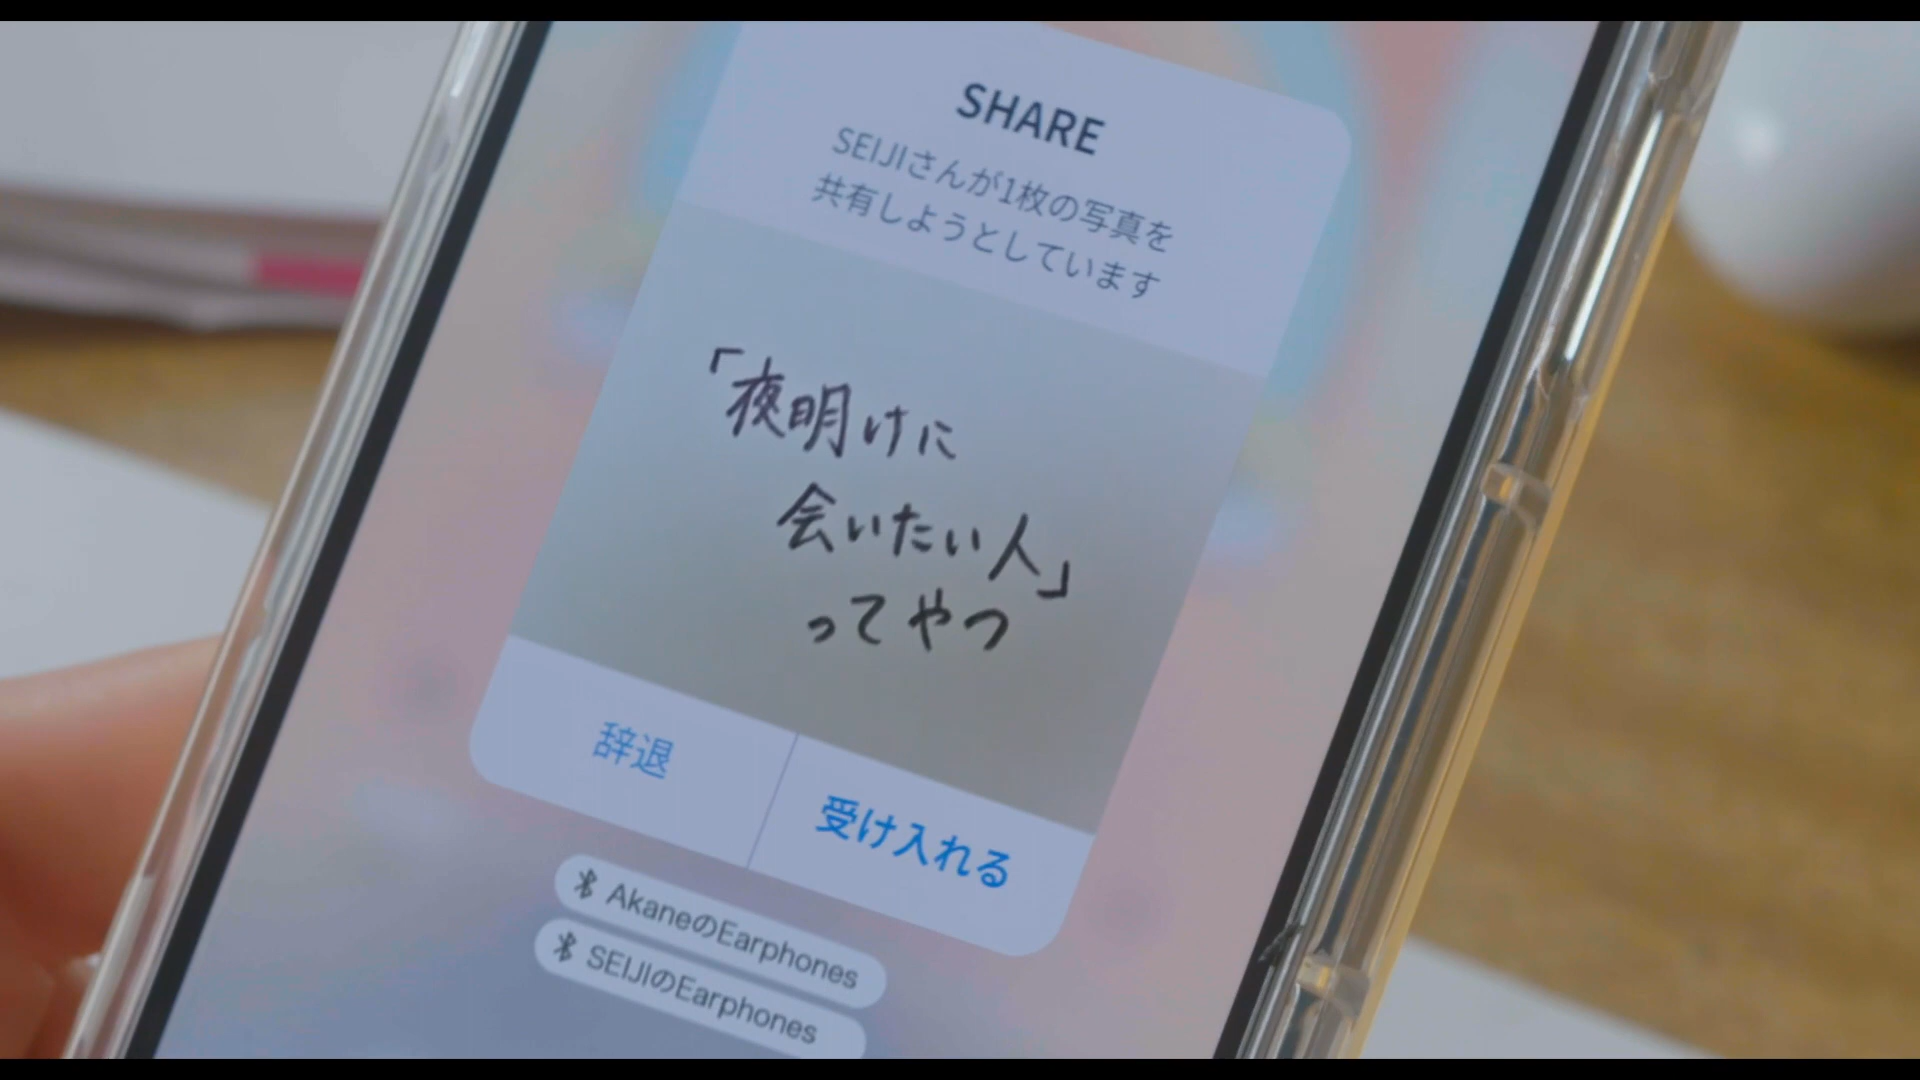 SHARE
SEIJIさんが1枚の写真を
共有しようとしています
「夜明けに
会いたい人」
ってやつ
辞退
受け入れる
AkaneのEarphones
SEIJIのEarphones